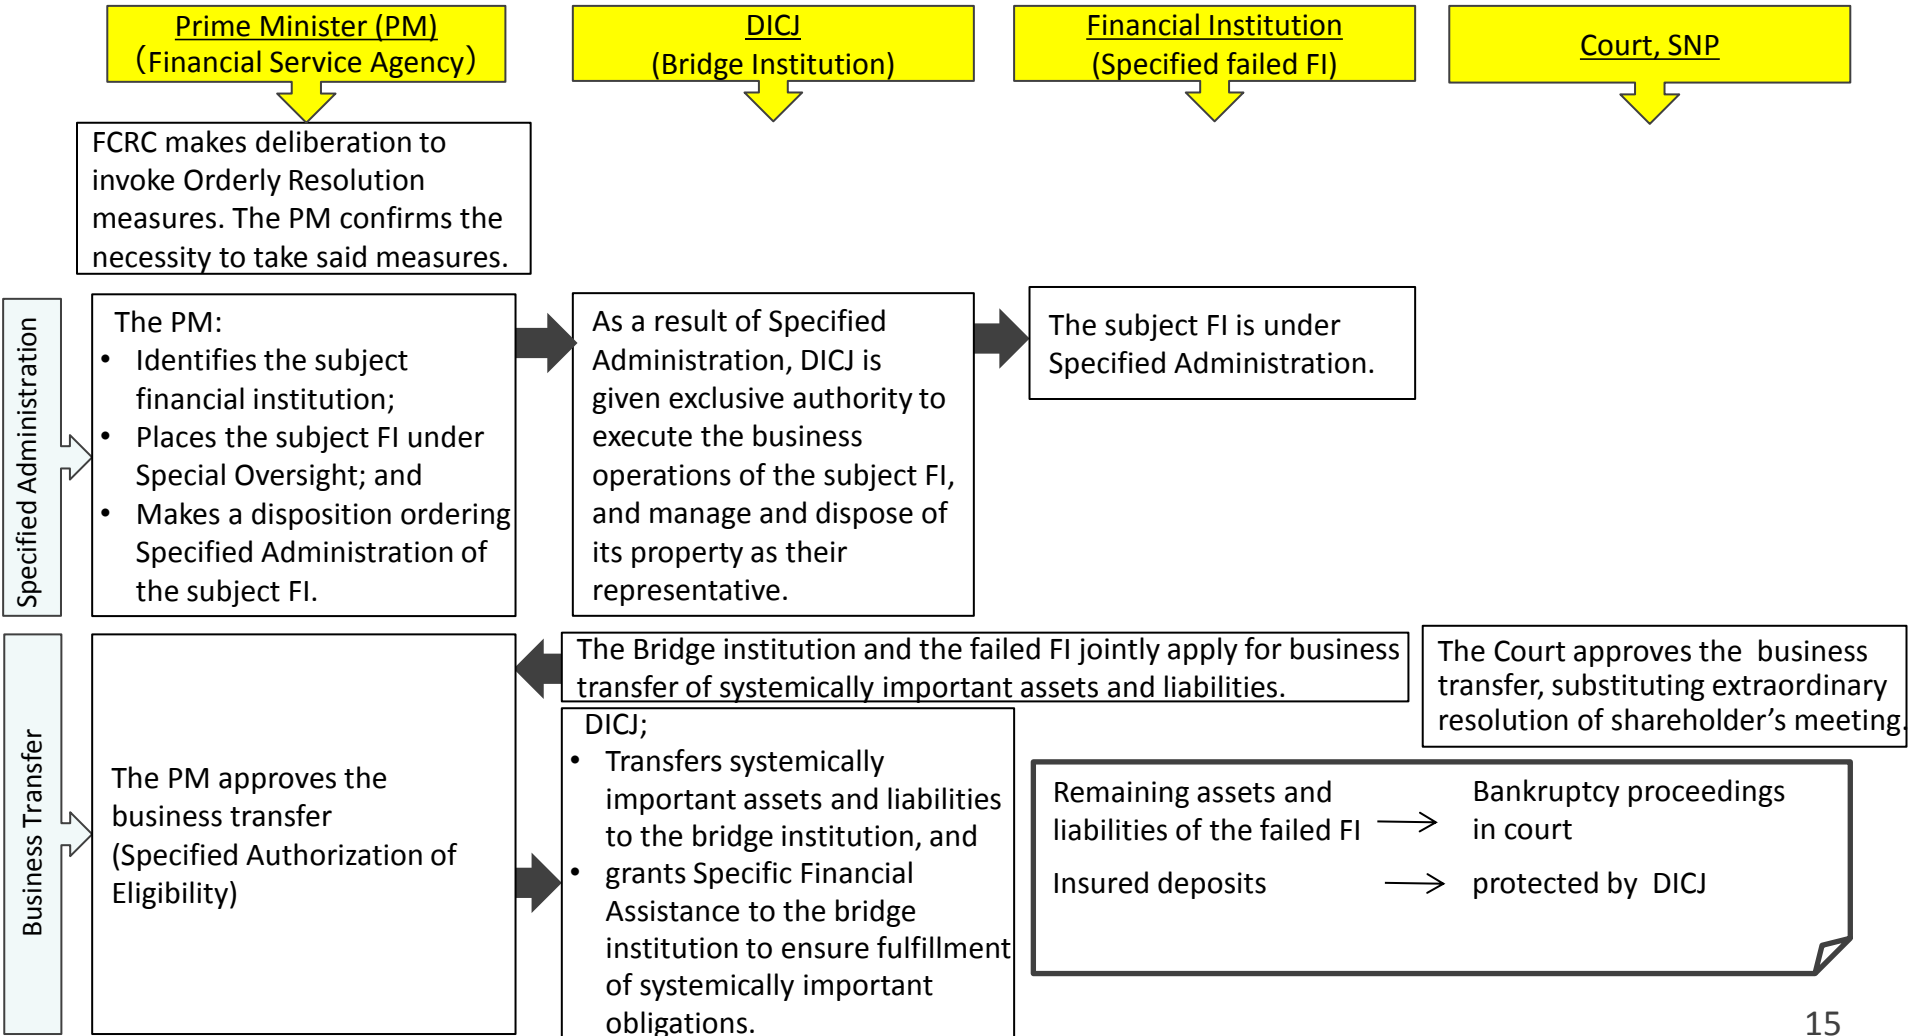 Prime Minister (PM)
（Financial Service Agency）
DICJ
(Bridge Institution)
Financial Institution
(Specified failed FI)
Court, SNP
FCRC makes deliberation to
invoke Orderly Resolution
measures. The PM confirms the
necessity to take said measures.
Specified Administration
The PM:
• Identifies the subject
financial institution;
• Places the subject FI under
Special Oversight; and
• Makes a disposition ordering
Specified Administration of
the subject FI.
As a result of Specified
Administration, DICJ is
given exclusive authority to
execute the business
operations of the subject FI,
and manage and dispose of
its property as their
representative.
The subject FI is under
Specified Administration.
Business Transfer
The PM approves the
business transfer
(Specified Authorization of
Eligibility)
The Bridge institution and the failed FI jointly apply for business
transfer of systemically important assets and liabilities.
DICJ;
• Transfers systemically
important assets and liabilities
to the bridge institution, and
• grants Specific Financial
Assistance to the bridge
institution to ensure fulfillment
of systemically important
obligations.
The Court approves the business
transfer, substituting extraordinary
resolution of shareholder’s meeting.
Remaining assets and
liabilities of the failed FI
Bankruptcy proceedings
in court
Insured deposits
protected by DICJ
15